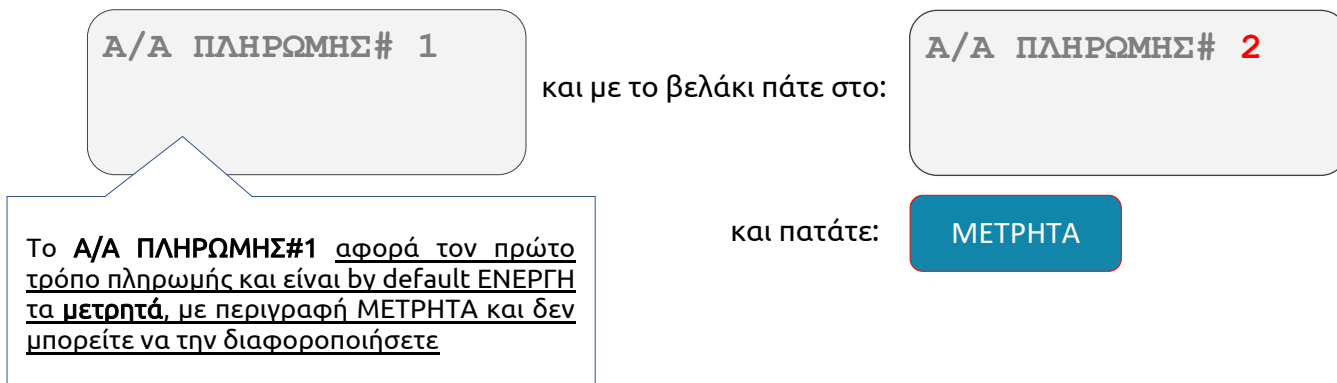 Α/Α ΠΛΗΡΩΜΗΣ# 1
και με το βελάκι πάτε στο:
Α/Α ΠΛΗΡΩΜΗΣ# 2
Το Α/Α ΠΛΗΡΩΜΗΣ#1 αφορά τον πρώτο
τρόπο πληρωμής και είναι by default ΕΝΕΡΓΗ
τα μετρητά, με περιγραφή ΜΕΤΡΗΤΑ και δεν
μπορείτε να την διαφοροποιήσετε
και πατάτε:
ΜΕΤΡΗΤΑ